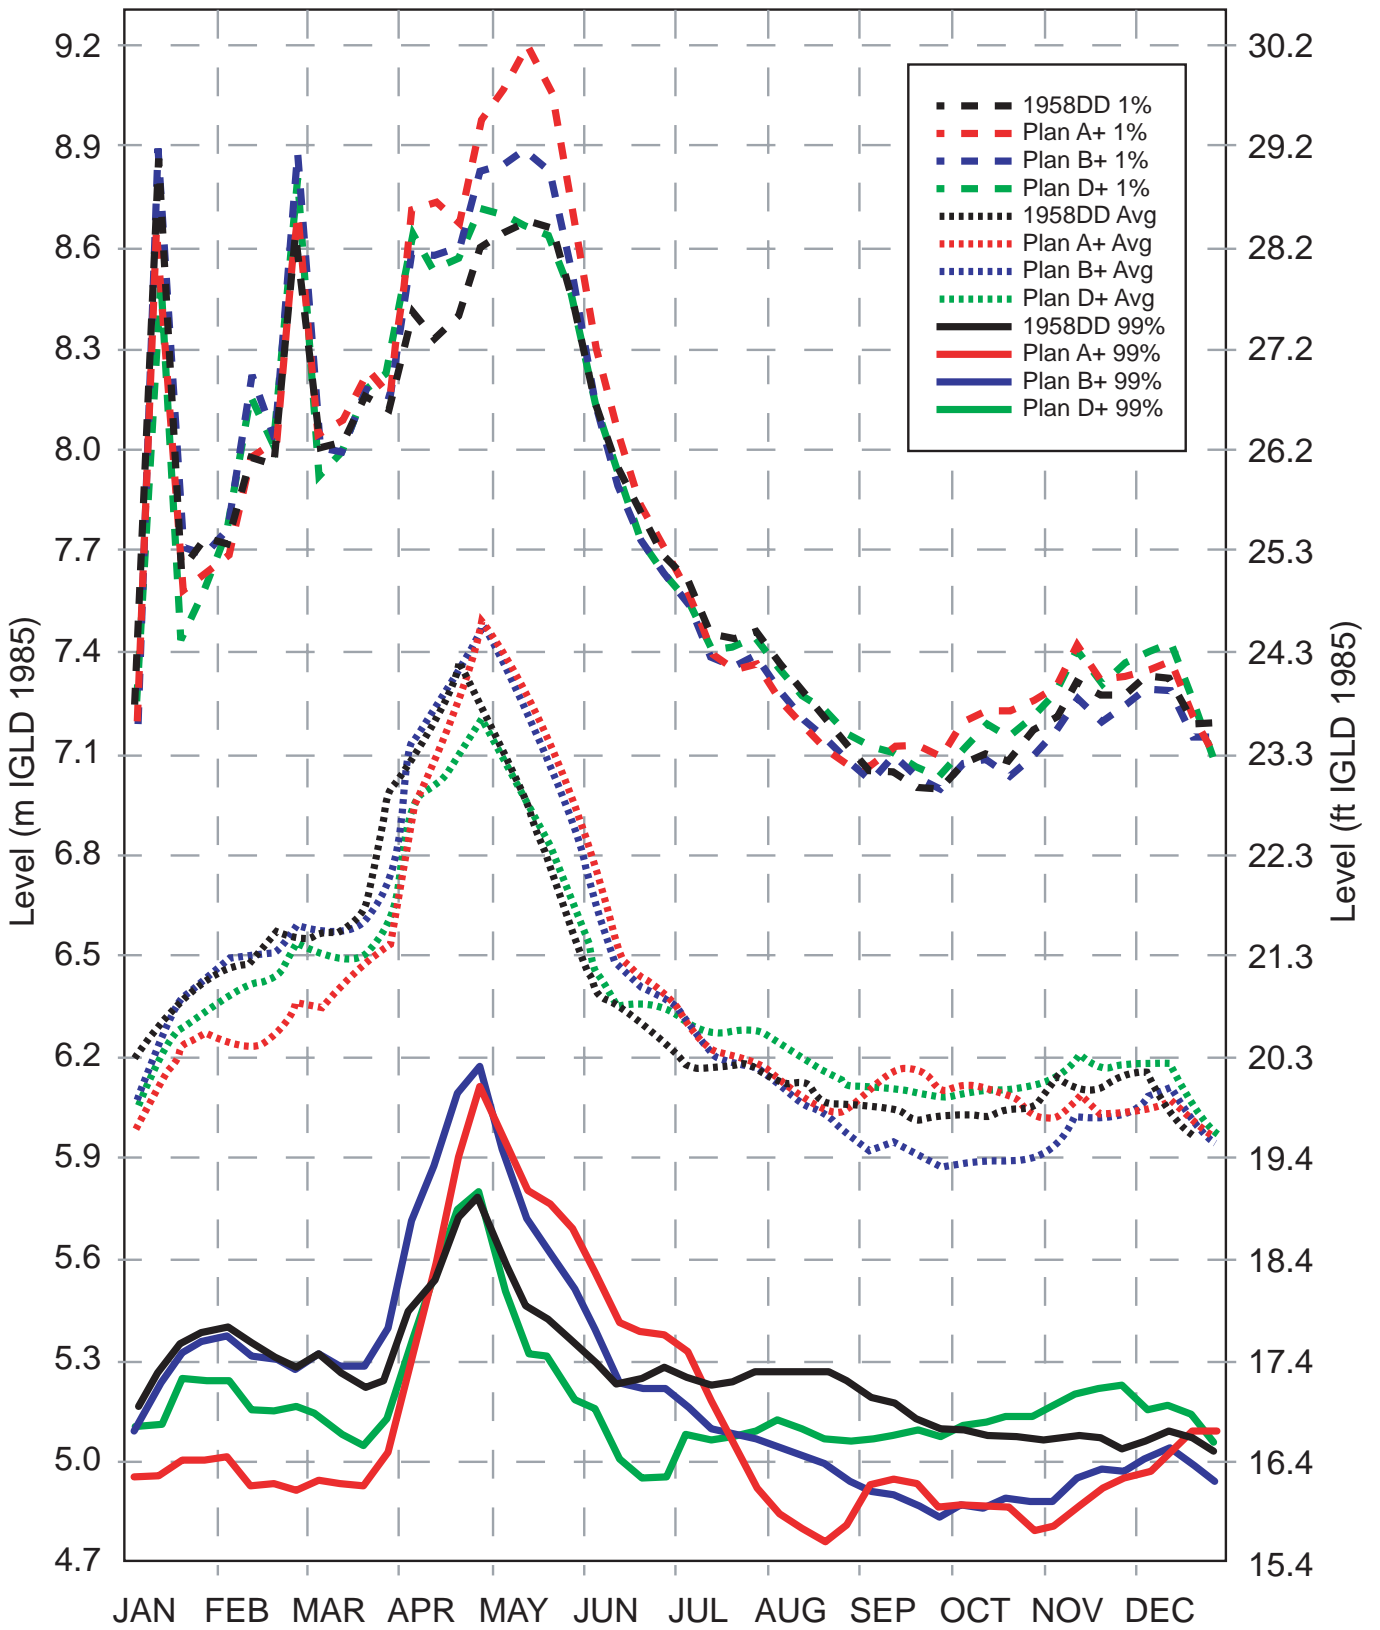 9.2
8.9
8.6
8.3
8.0
7.7
7.4
7.1
6.8
6.5
6.2
5.9
5.6
5.3
5.0
4.7
Level (m IGLD 1985)
30.2
29.2
28.2
27.2
26.2
25.3
24.3
23.3
22.3
21.3
20.3
19.4
18.4
17.4
16.4
15.4
Level (ft IGLD 1985)
1958DD 1%
Plan A+ 1%
Plan B+ 1%
Plan D+ 1%
1958DD Avg
Plan A+ Avg
Plan B+ Avg
Plan D+ Avg
1958DD 99%
Plan A+ 99%
Plan B+ 99%
Plan D+ 99%
JAN FEB MAR APR MAY JUN JUL AUG SEP OCT NOV DEC